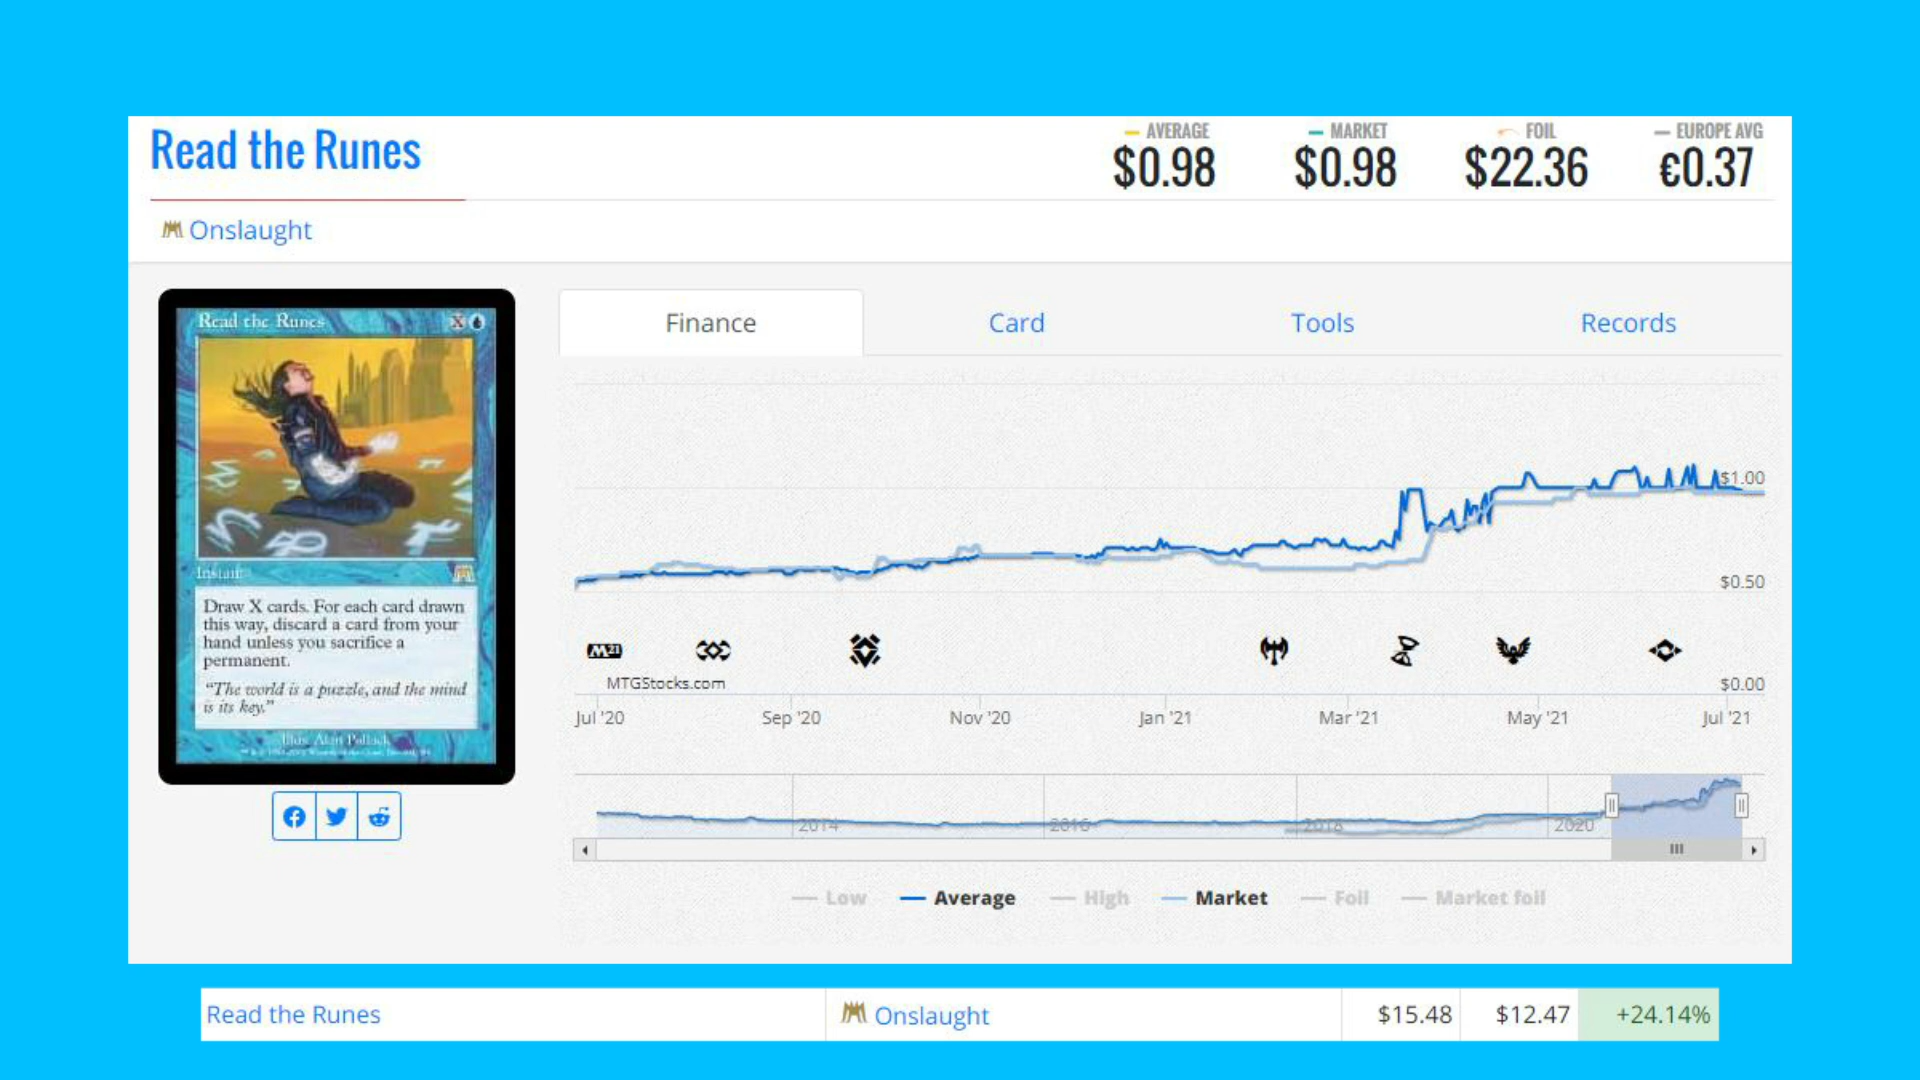 Read the Runes
AVERAGE
$0.98
MARKET
$0.98
FOIL
$22.36
EUROPE AVG
€0.37
Onslaught
Read the Runes X
Instant
Draw X cards. For each card drawn
this way, discard a card from your
hand unless you sacrifice a
permanent.
"The world is a puzzle, and the mind
is its key."
Illus. Alan Pollack
Finance
Card
Tools
Records
$1.00
$0.50
$0.00
M21
MTGStocks.com
Jul '20
Sep '20
Nov '20
Jan '21
Mar '21
May '21
Jul '21
2014
2016
2018
2020
Low
Average
High
Market
Foil
Market foil
Read the Runes
Onslaught
$15.48
$12.47
+24.14%